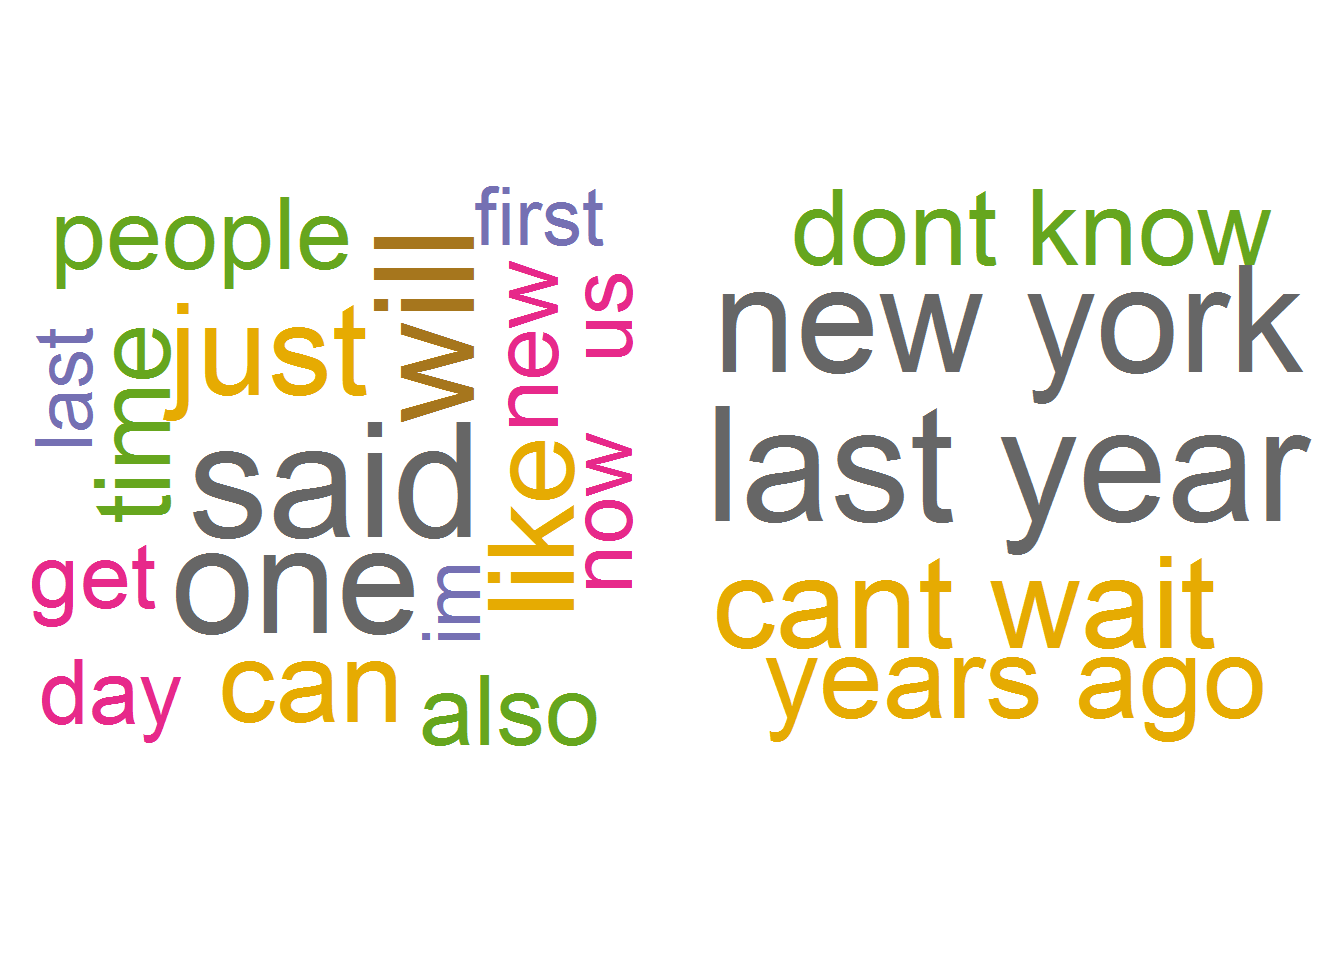 people
first
will
new
us
just
last
time
said
like
now
one
get
im
can
day
also
dont know
new york
last year
cant wait
years ago